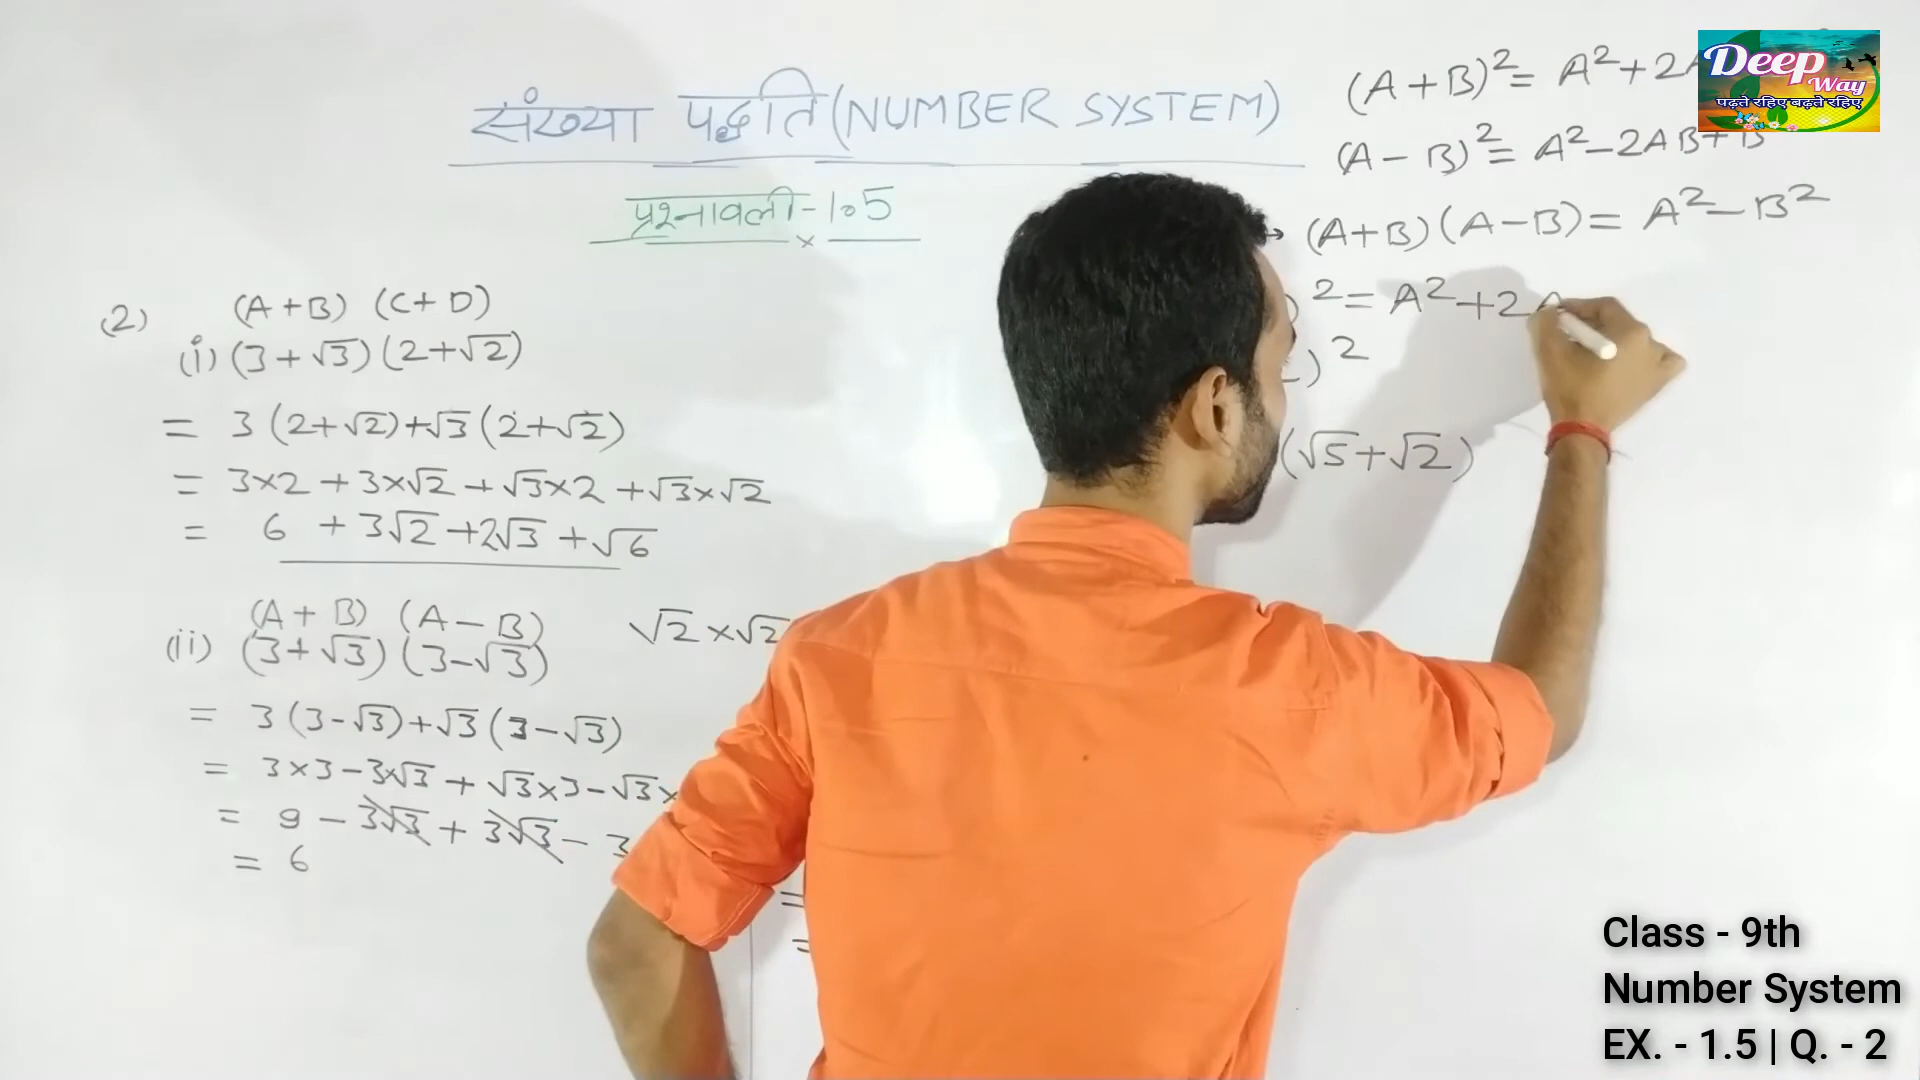 संख्या पद्धति (NUMBER SYSTEM)
प्रश्नावली - 1.5
(2) (A + B) (C + D)
(i) (3 + √3) (2 + √2)
= 3 (2 + √2) + √3 (2 + √2)
= 3×2 + 3×√2 + √3×2 + √3×√2
= 6 + 3√2 + 2√3 + √6
(A + B) (A - B)
(ii) (3 + √3) (3 - √3)
√2 × √2
= 3 (3 - √3) + √3 (3 - √3)
= 3×3 - 3×√3 + √3×3 - √3×
= 9 - 3√3 + 3√3 - 3
= 6
=
=
(A + B)² = A² + 2
(A - B)² = A² - 2AB + B
→ (A+B) (A-B) = A² - B²
)² = A² + 2A
)²
(√5 + √2)
Deep
Way
पढ़ते रहिए बढ़ते रहिए
Class - 9th
Number System
EX. - 1.5 | Q. - 2